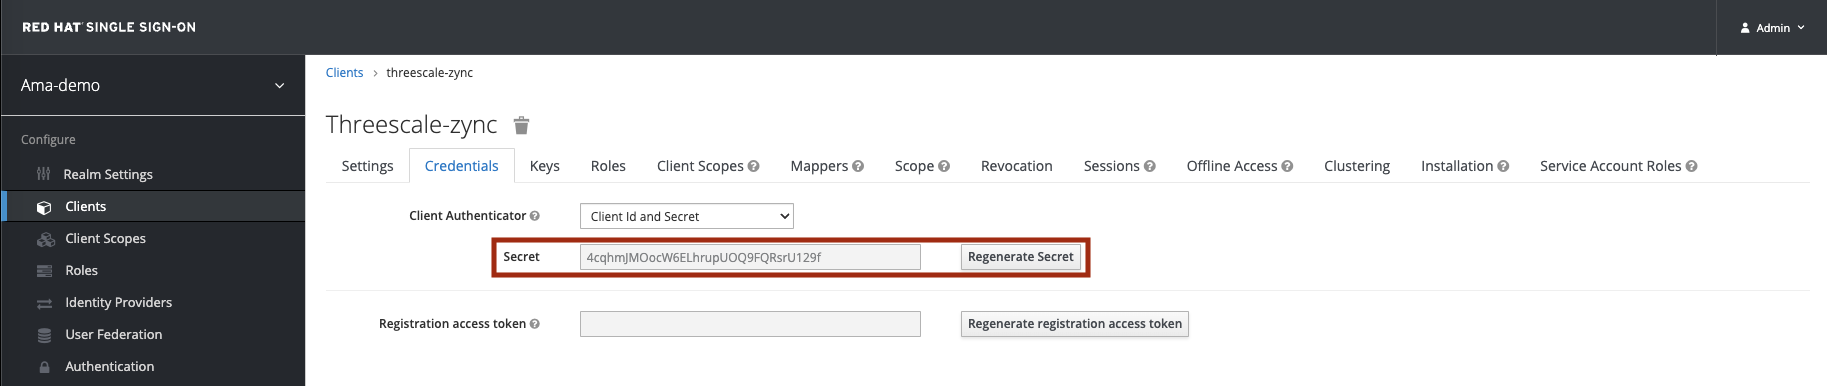 RED HAT SINGLE SIGN-ON
Admin
Ama-demo
Configure
Realm Settings
Clients
Client Scopes
Roles
Identity Providers
User Federation
Authentication
Clients > threescale-zync
Threescale-zync
Settings Credentials Keys Roles Client Scopes Mappers Scope Revocation Sessions Offline Access Clustering Installation Service Account Roles
Client Authenticator Client Id and Secret
Secret 4cqhmJMOocW6ELhrupUOQ9FQRsrU129f Regenerate Secret
Registration access token Regenerate registration access token